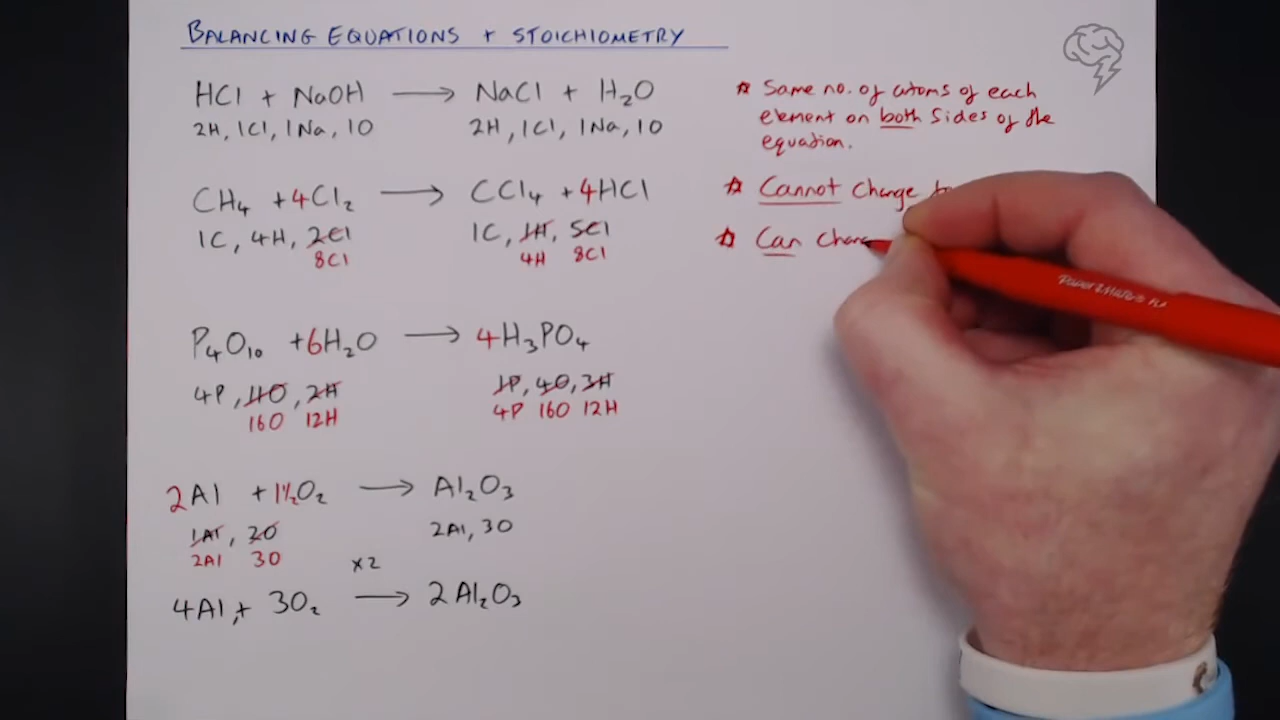 BALANCING EQUATIONS + STOICHIOMETRY
HCl + NaOH → NaCl + H₂O
2H, 1Cl, 1Na, 1O 2H, 1Cl, 1Na, 1O
CH₄ + 4Cl₂ → CCl₄ + 4HCl
1C, 4H, 2Cl 1C, 1H, 5Cl
8Cl 4H 8Cl
P₄O₁₀ + 6H₂O → 4H₃PO₄
4P, 11O, 2H 1P, 4O, 3H
16O 12H 4P 16O 12H
2Al + 1½O₂ → Al₂O₃
1Al, 2O 2Al, 3O
2Al 3O
x2
4Al + 3O₂ → 2Al₂O₃
Same no. of atoms of each
element on both sides of the
equation.
Cannot change
Can